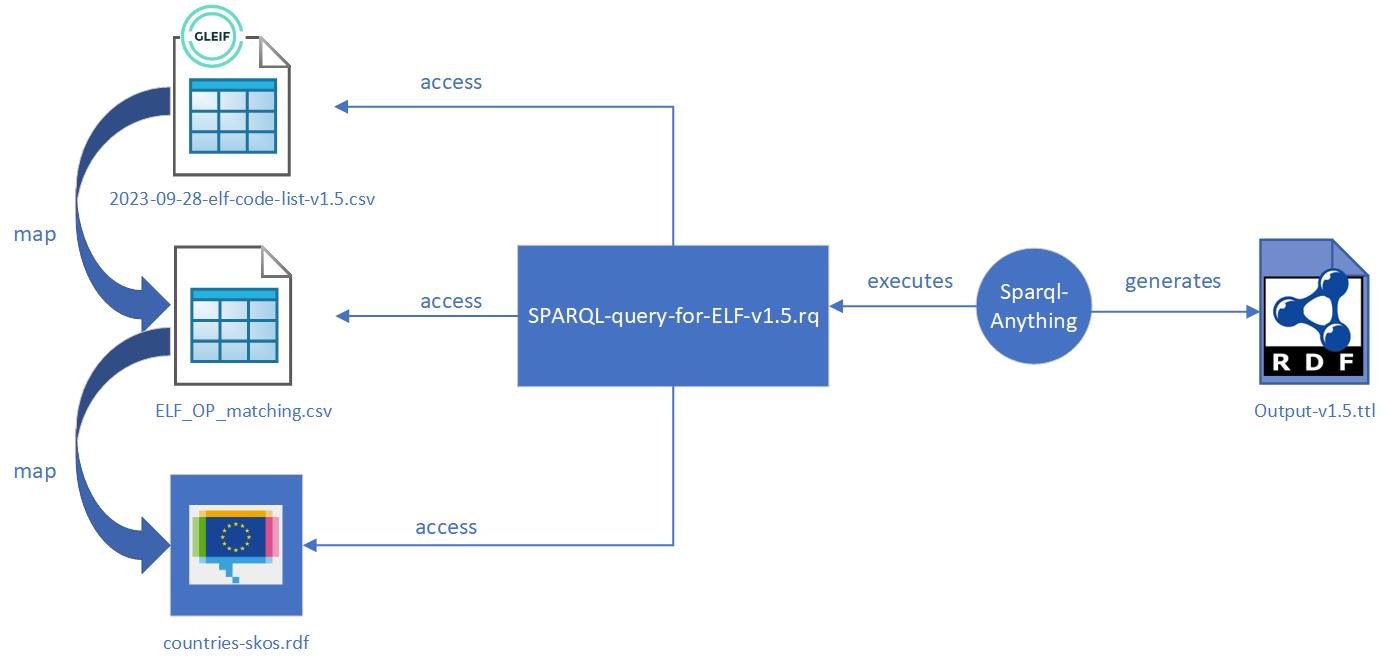 GLEIF
access
2023-09-28-elf-code-list-v1.5.csv
map
access
SPARQL-query-for-ELF-v1.5.rq
executes
Sparql-
Anything
generates
RDF
ELF_OP_matching.csv
Output-v1.5.ttl
map
access
countries-skos.rdf